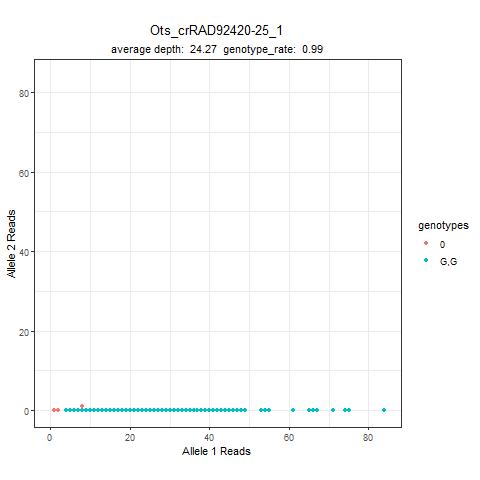 Ots_crRAD92420-25_1
average depth: 24.27 genotype_rate: 0.99
80
60
40
20
0
Allele 2 Reads
0 20 40 60 80
Allele 1 Reads
genotypes
0
G,G